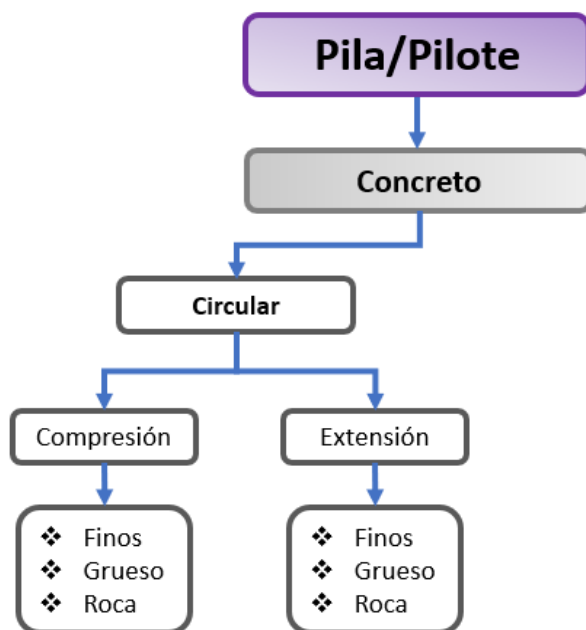 Pila/Pilote
Concreto
Circular
Compresión
Extensión
Finos
Grueso
Roca
Finos
Grueso
Roca